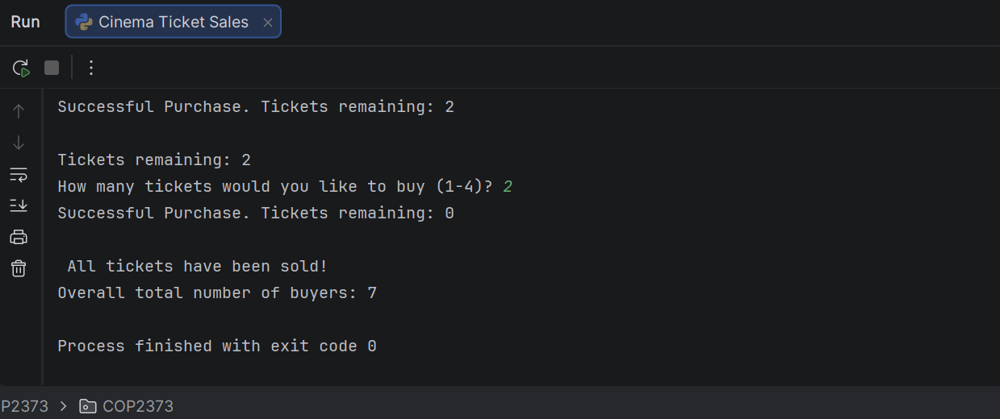 Run Cinema Ticket Sales
Successful Purchase. Tickets remaining: 2
Tickets remaining: 2
How many tickets would you like to buy (1-4)? 2
Successful Purchase. Tickets remaining: 0
All tickets have been sold!
Overall total number of buyers: 7
Process finished with exit code 0
P2373 > COP2373